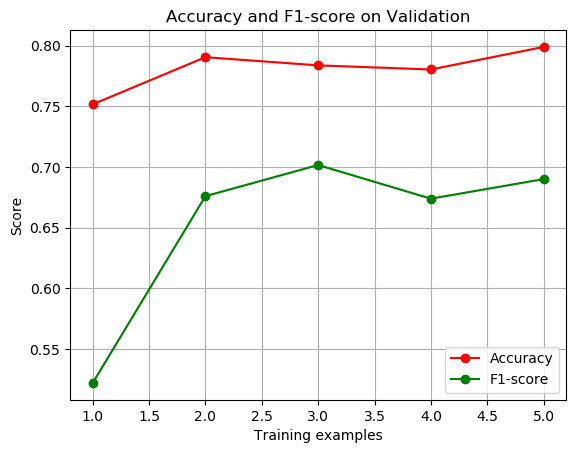 Accuracy and F1-score on Validation
0.80
0.75
0.70
0.65
0.60
0.55
Score
1.0 1.5 2.0 2.5 3.0 3.5 4.0 4.5 5.0
Training examples
Accuracy
F1-score